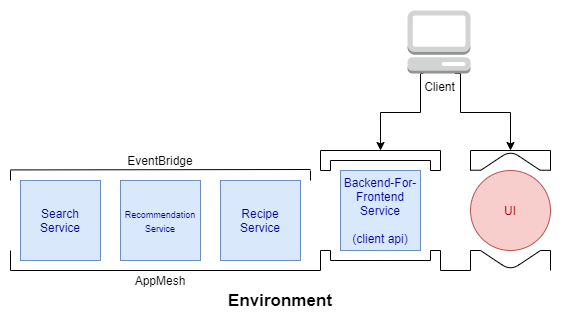 Client
EventBridge
Search
Service
Recommendation
Service
Recipe
Service
Backend-For-
Frontend
Service
(client api)
UI
AppMesh
Environment